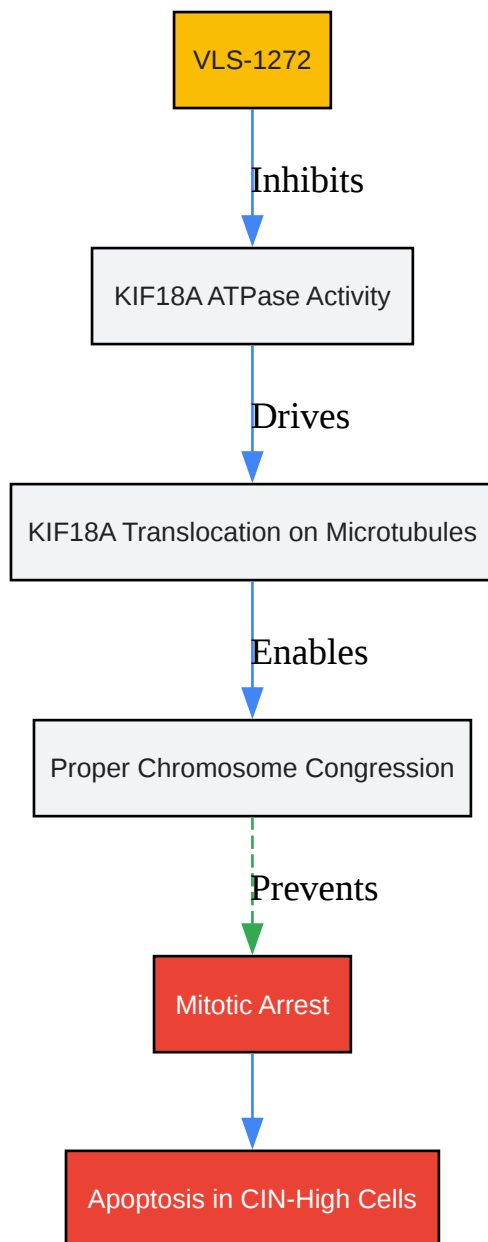 VLS-1272
Inhibits
KIF18A ATPase Activity
Drives
KIF18A Translocation on Microtubules
Enables
Proper Chromosome Congression
Prevents
Mitotic Arrest
Apoptosis in CIN-High Cells